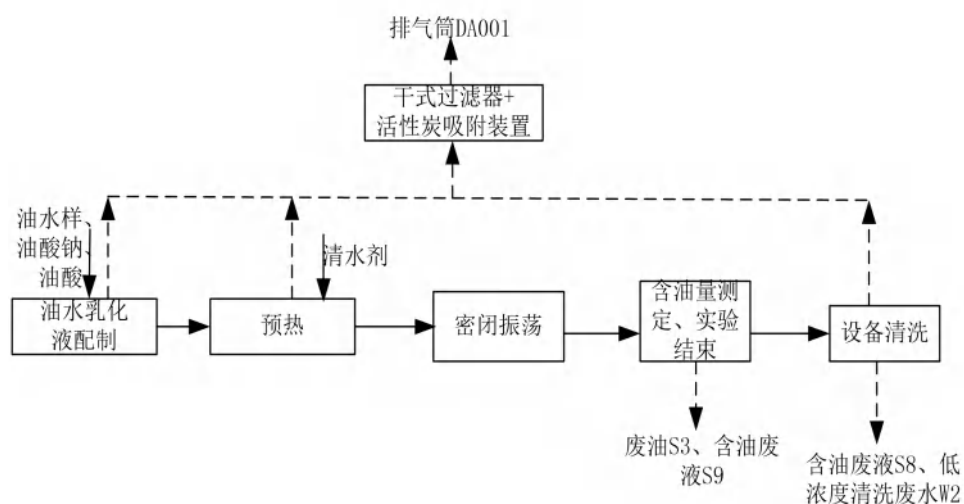 排气筒DA001
干式过滤器+
活性炭吸附装置
油水样、
油酸钠、
油酸
清水剂
油水乳化
液配制
预热
密闭振荡
含油量测
定、实验
结束
设备清洗
废油S3、含油废
液S9
含油废液S8、低
浓度清洗废水W2